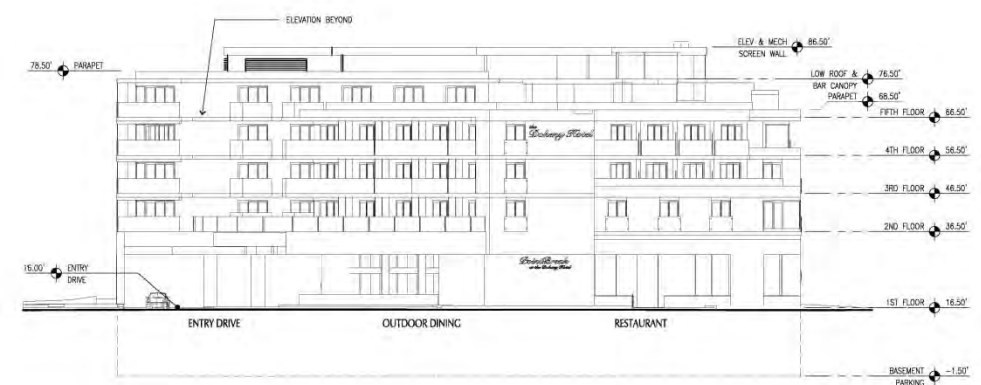 ELEVATION BEYOND
ELEV & MECH 86.50'
SCREEN WALL
78.50' PARAPET
LOW ROOF & 76.50'
BAR CANOPY
PARAPET 68.50'
FIFTH FLOOR 66.50'
the
Doheny Hotel
4TH FLOOR 56.50'
3RD FLOOR 46.50'
2ND FLOOR 36.50'
PointBreak
at the Doheny Hotel
15.00' ENTRY
DRIVE
1ST FLOOR 16.50'
ENTRY DRIVE OUTDOOR DINING RESTAURANT
BASEMENT -1.50'
PARKING